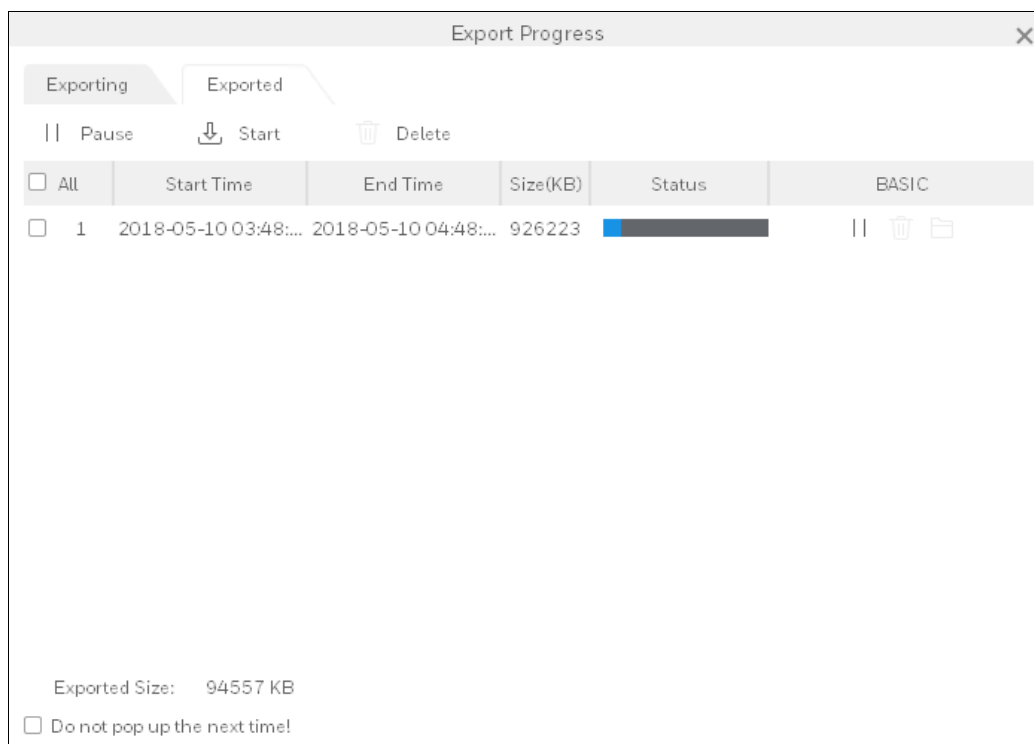 Export Progress
Exporting Exported
Pause Start Delete
All Start Time End Time Size(KB) Status BASIC
1 2018-05-10 03:48:... 2018-05-10 04:48:... 926223
Exported Size: 94557 KB
Do not pop up the next time!